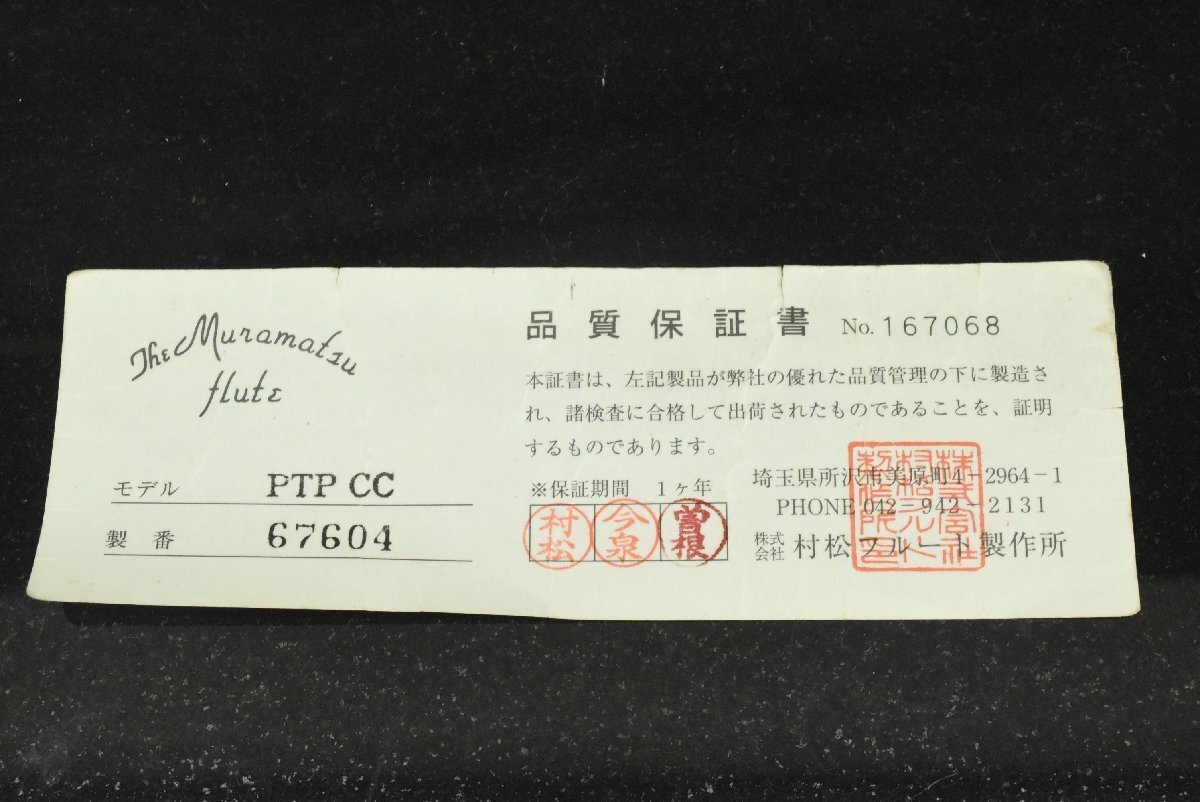 The Muramatsu
flute
モデル PTP CC
製番 67604
品質保証書 No. 167068
本証書は、左記製品が弊社の優れた品質管理の下に製造さ
れ、諸検査に合格して出荷されたものであることを、証明
するものであります。
※保証期間 1ヶ年
村松 今泉 曽根
埼玉県所沢市美原町4-2964-1
PHONE 042-942-2131
株式会社 村松フルート製作所